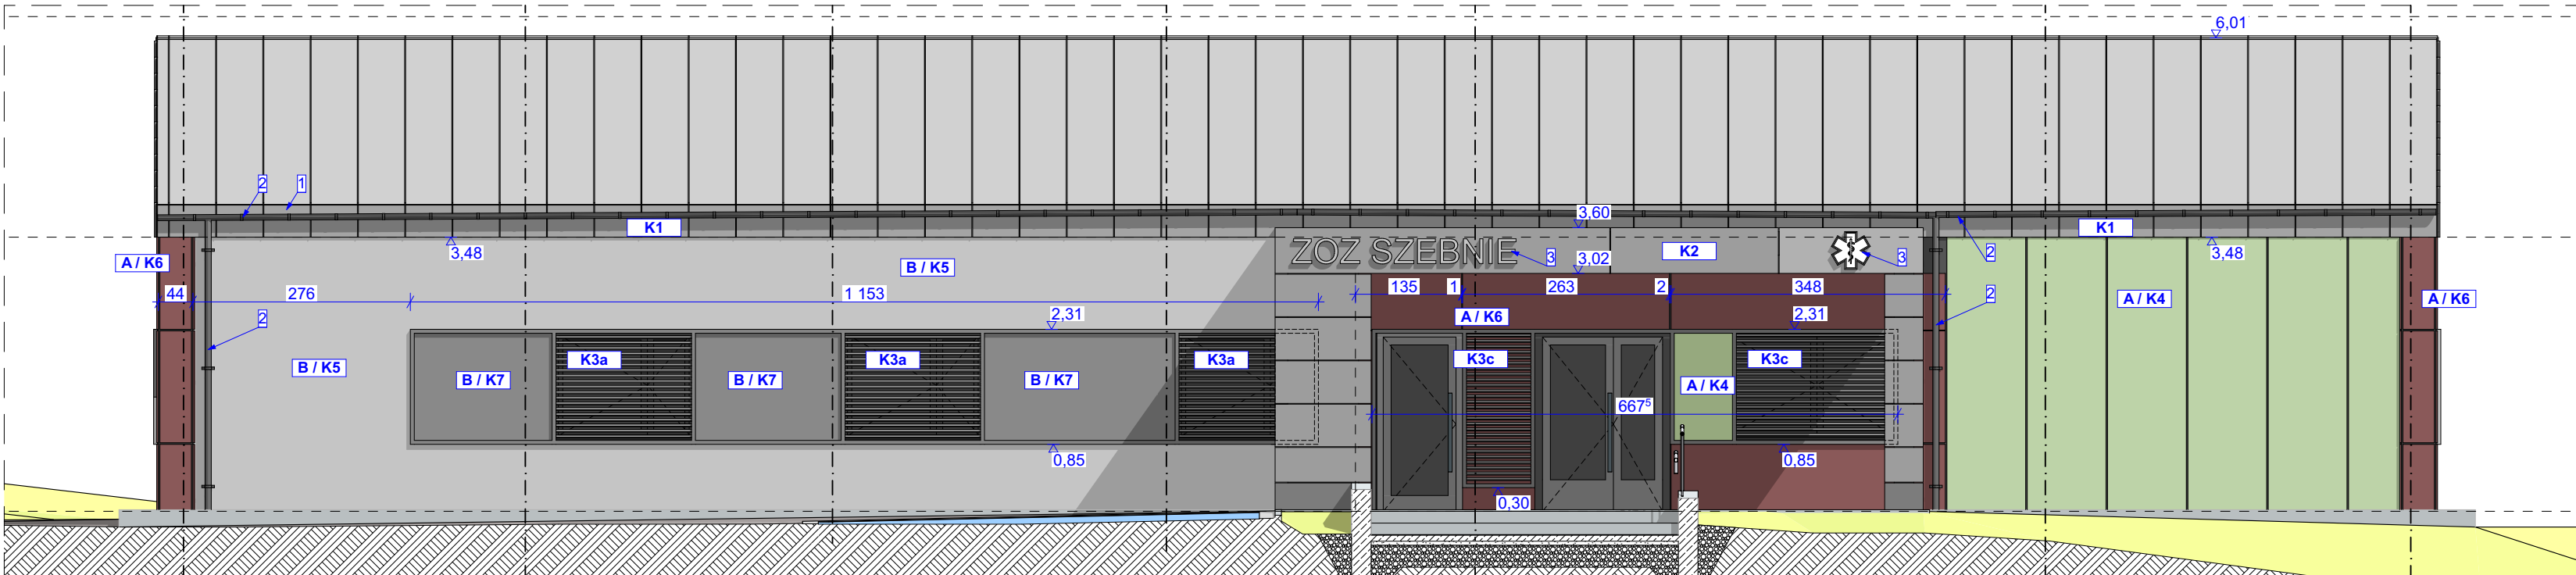 6,01
2
1
3,60
K1
K1
3,48
ZOZ SZEBNIE
3
K2
3
2
3,48
A / K6
B / K5
3,02
44
276
1 153
135
1
263
2
348
2
A / K4
A / K6
2
2,31
A / K6
2,31
B / K5
B / K7
K3a
B / K7
K3a
B / K7
K3a
K3c
A / K4
K3c
667⁵
0,85
0,85
0,30